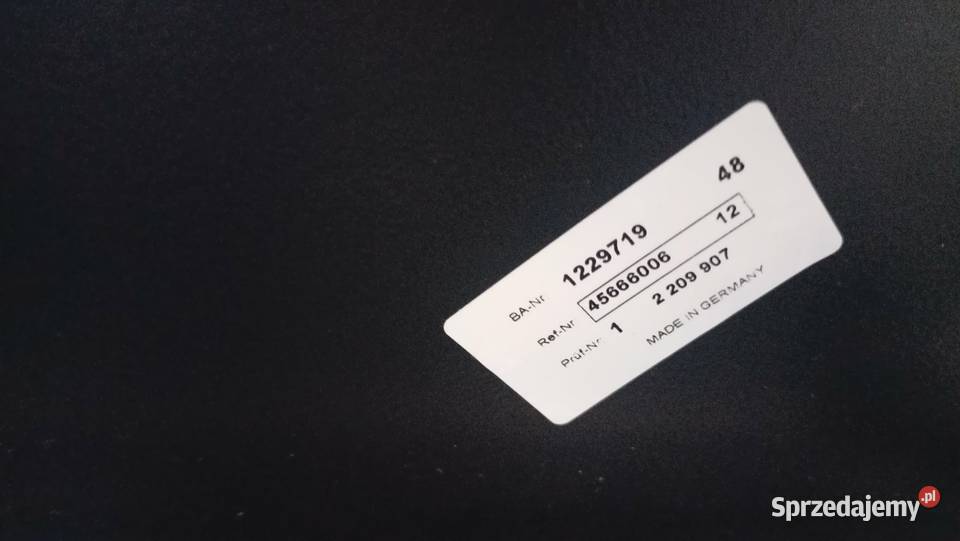 48
BA-Nr 1229719
Ref-Nr 45666006 12
Prüf-Nr 1 2 209 907
MADE IN GERMANY
Sprzedajemy.pl